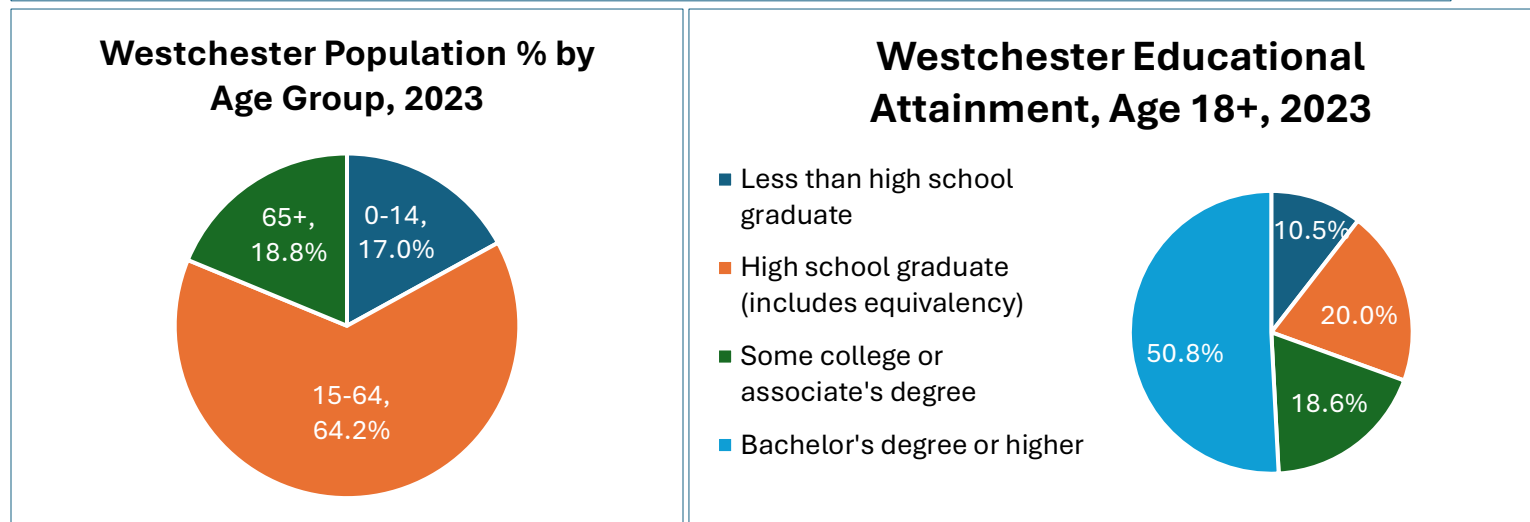 Westchester Population % by
Age Group, 2023
65+,
18.8%
0-14,
17.0%
15-64,
64.2%
Westchester Educational
Attainment, Age 18+, 2023
Less than high school
graduate
High school graduate
(includes equivalency)
Some college or
associate's degree
Bachelor's degree or higher
10.5%
20.0%
18.6%
50.8%